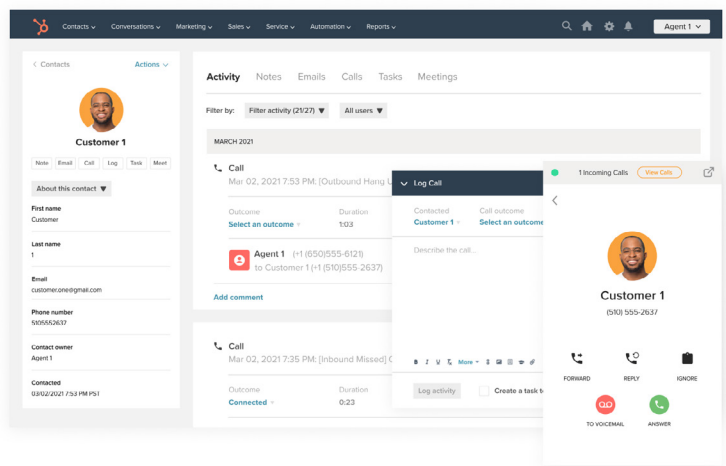 Contacts Conversations Marketing Sales Service Automation Reports Agent 1
Contacts Actions
Customer 1
Note Email Call Log Task Meet
About this contact
First name
Customer
Last name
1
Email
customer.one@gmail.com
Phone number
5105552637
Contact owner
Agent 1
Contacted
03/02/2021 7:53 PM PST
Activity Notes Emails Calls Tasks Meetings
Filter by: Filter activity (21/27) All users
MARCH 2021
Call
Mar 02, 2021 7:53 PM: [Outbound Hang U
Outcome Duration
Select an outcome 1:03
Agent 1 (+1 (650)555-6121)
to Customer 1 (+1 (510)555-2637)
Add comment
Call
Mar 02, 2021 7:35 PM: [Inbound Missed] C
Outcome Duration
Connected 0:23
Log Call
Contacted Call outcome
Customer 1 Select an outcome
Describe the call...
B I U Tx More
Log activity Create a task to
1 Incoming Calls View Calls
Customer 1
(510) 555-2637
FORWARD REPLY IGNORE
TO VOICEMAIL ANSWER